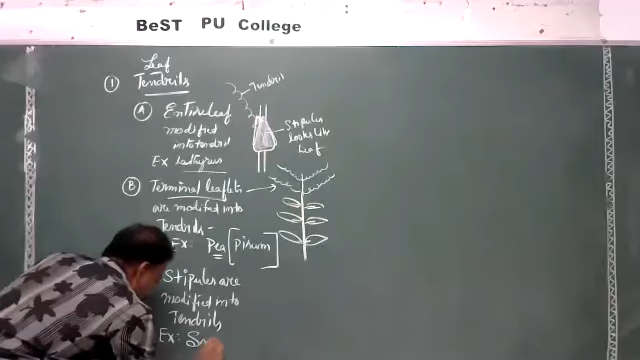 BeST PU College
Leaf
① Tendrils
Ⓐ Entire leaf
modified
into tendril
Ex lathyrus
Tendril
Stipules
looks like
Leaf
Ⓑ Terminal leaflets
are modified into
Tendrils -
Ex: Pea [Pisum]
Stipules are
modified into
Tendrils
Ex: Sm